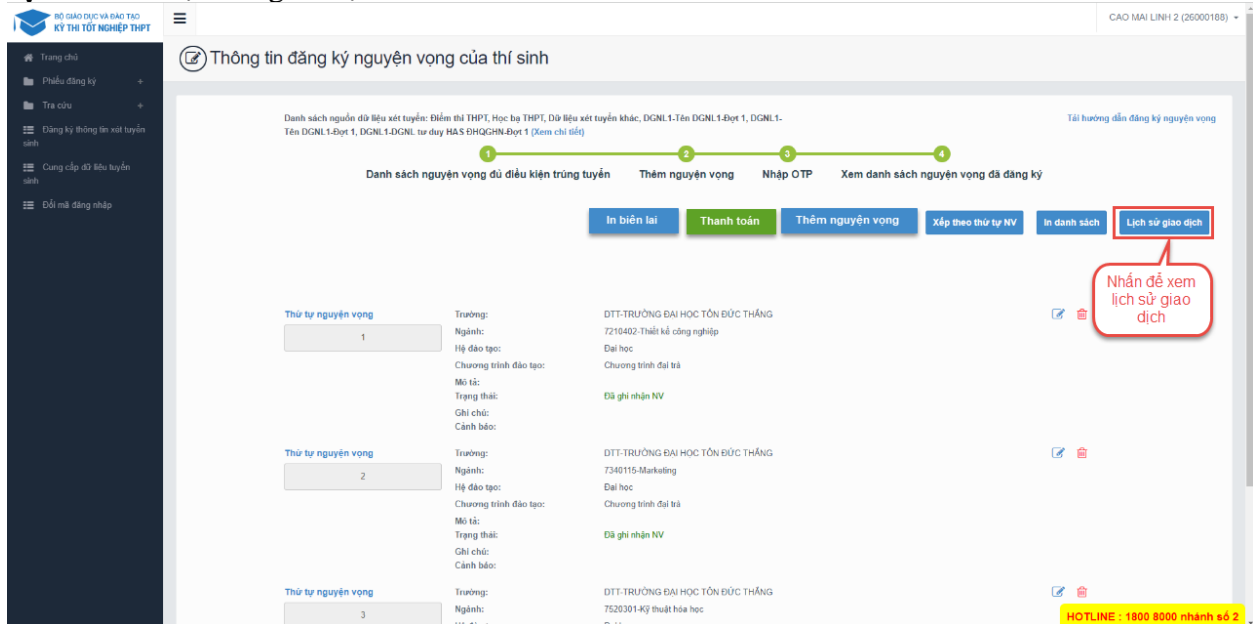 BỘ GIÁO DỤC VÀ ĐÀO TẠO
KỲ THI TỐT NGHIỆP THPT
CAO MAI LINH 2 (26000188)
Trang chủ
Phiếu đăng ký +
Tra cứu +
Đăng ký thông tin xét tuyển sinh
Cung cấp dữ liệu tuyển sinh
Đổi mã đăng nhập
Thông tin đăng ký nguyện vọng của thí sinh
Danh sách nguồn dữ liệu xét tuyển: Điểm thi THPT, Học bạ THPT, Dữ liệu xét tuyển khác, DGNL1-Tên DGNL1-Đợt 1, DGNL1-
Tên DGNL1-Đợt 1, DGNL1-DGNL tư duy HAS ĐHQGHN-Đợt 1 (Xem chi tiết)
Tải hướng dẫn đăng ký nguyện vọng
1 2 3 4
Danh sách nguyện vọng đủ điều kiện trúng tuyển Thêm nguyện vọng Nhập OTP Xem danh sách nguyện vọng đã đăng ký
In biên lai Thanh toán Thêm nguyện vọng Xếp theo thứ tự NV In danh sách Lịch sử giao dịch
Nhấn để xem
lịch sử giao
dịch
Thứ tự nguyện vọng Trường: DTT-TRƯỜNG ĐẠI HỌC TÔN ĐỨC THẮNG
1 Ngành: 7210402-Thiết kế công nghiệp
Hệ đào tạo: Đại học
Chương trình đào tạo: Chương trình đại trà
Mô tả:
Trạng thái: Đã ghi nhận NV
Ghi chú:
Cảnh báo:
Thứ tự nguyện vọng Trường: DTT-TRƯỜNG ĐẠI HỌC TÔN ĐỨC THẮNG
2 Ngành: 7340115-Marketing
Hệ đào tạo: Đại học
Chương trình đào tạo: Chương trình đại trà
Mô tả:
Trạng thái: Đã ghi nhận NV
Ghi chú:
Cảnh báo:
Thứ tự nguyện vọng Trường: DTT-TRƯỜNG ĐẠI HỌC TÔN ĐỨC THẮNG
3 Ngành: 7520301-Kỹ thuật hóa học
HOTLINE : 1800 8000 nhánh số 2